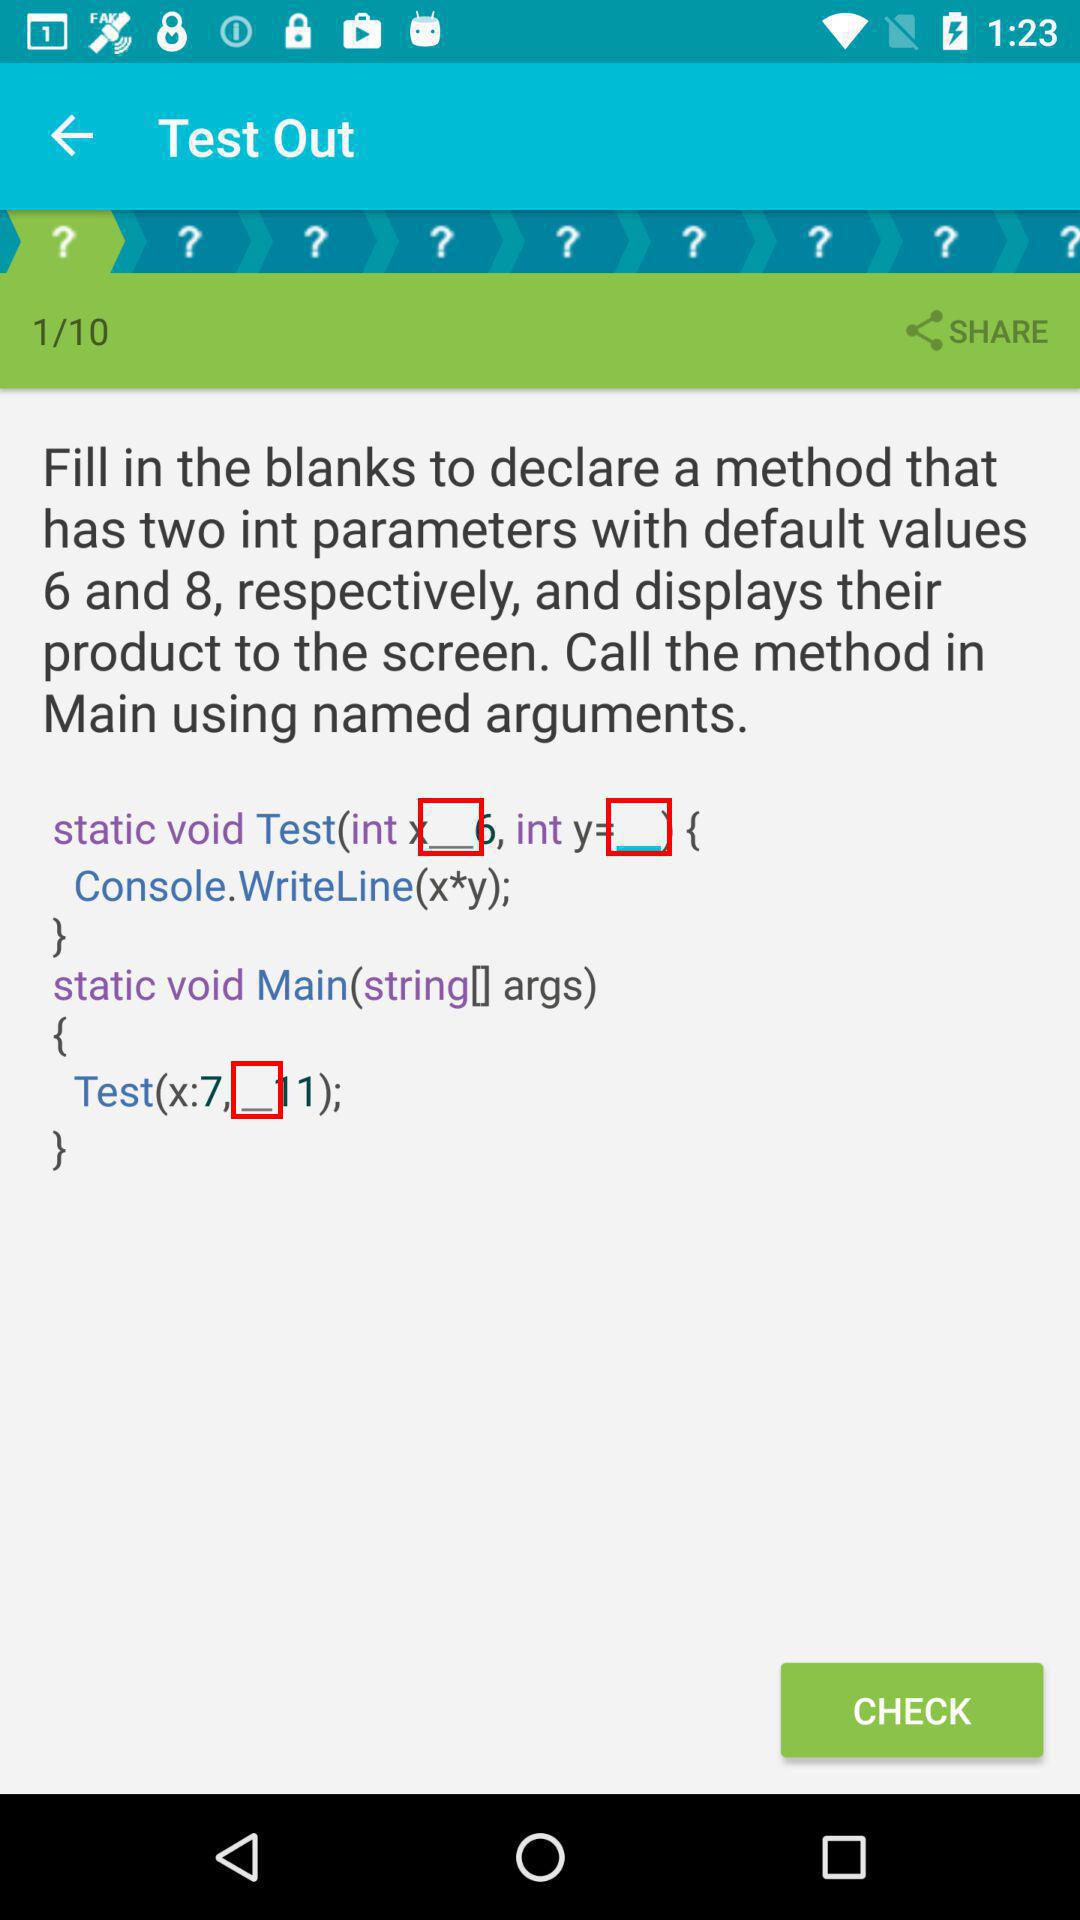 FAKE 1:23
Test Out
? ? ? ? ? ? ? ? ?
1/10 SHARE
Fill in the blanks to declare a method that
has two int parameters with default values
6 and 8, respectively, and displays their
product to the screen. Call the method in
Main using named arguments.
static void Test(int x__6, int y=__) {
Console.WriteLine(x*y);
}
static void Main(string[] args)
{
Test(x:7, __11);
}
CHECK